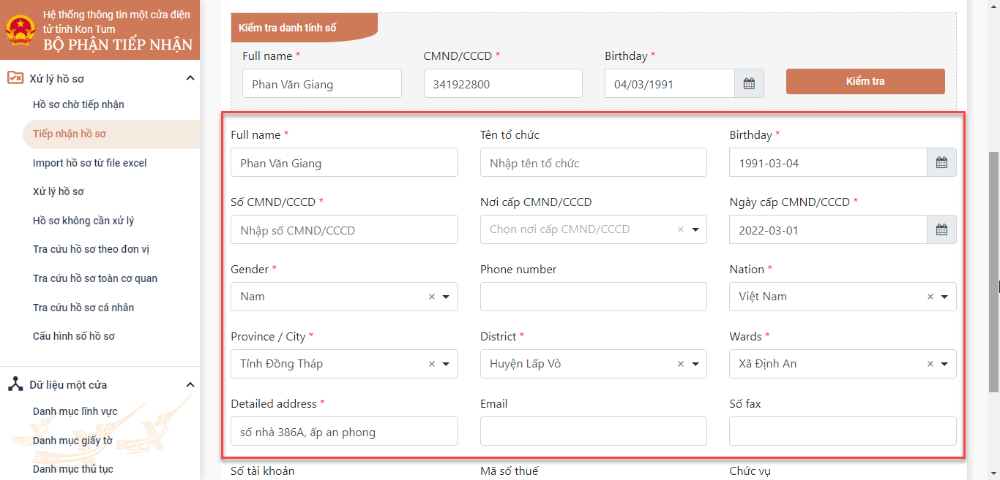 Hệ thống thông tin một cửa điện
tử tỉnh Kon Tum
BỘ PHẬN TIẾP NHẬN
Xử lý hồ sơ
Hồ sơ chờ tiếp nhận
Tiếp nhận hồ sơ
Import hồ sơ từ file excel
Xử lý hồ sơ
Hồ sơ không cần xử lý
Tra cứu hồ sơ theo đơn vị
Tra cứu hồ sơ toàn cơ quan
Tra cứu hồ sơ cá nhân
Cấu hình số hồ sơ
Dữ liệu một cửa
Danh mục lĩnh vực
Danh mục giấy tờ
Danh mục thủ tục
Kiểm tra danh tính số
Full name * CMND/CCCD * Birthday *
Phan Văn Giang 341922800 04/03/1991 Kiểm tra
Full name * Tên tổ chức Birthday *
Phan Văn Giang Nhập tên tổ chức 1991-03-04
Số CMND/CCCD * Nơi cấp CMND/CCCD Ngày cấp CMND/CCCD *
Nhập số CMND/CCCD Chọn nơi cấp CMND/CCCD × 2022-03-01
Gender * Phone number Nation *
Nam × Việt Nam ×
Province / City * District * Wards *
Tỉnh Đồng Tháp × Huyện Lấp Vò × Xã Định An ×
Detailed address * Email Số fax
số nhà 386A, ấp an phong
Số tài khoản Mã số thuế Chức vụ